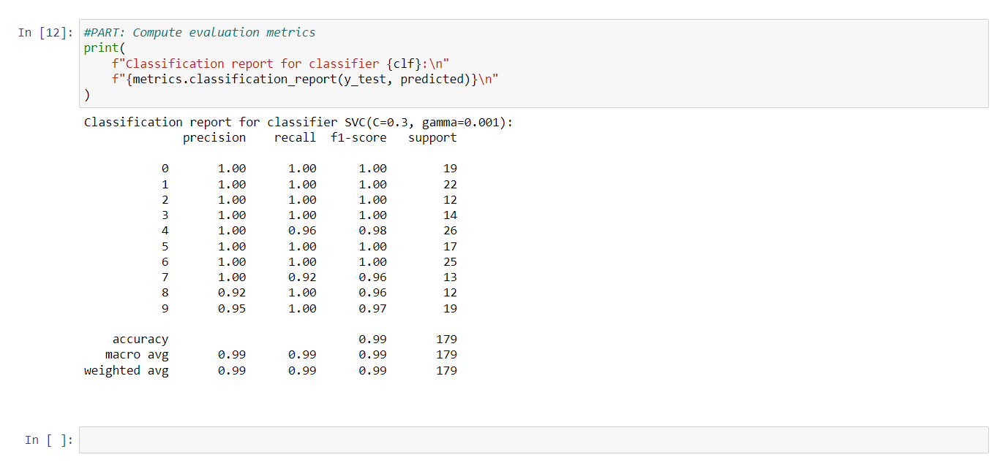 In [12]: #PART: Compute evaluation metrics
print(
    f"Classification report for classifier {clf}:\n"
    f"{metrics.classification_report(y_test, predicted)}\n"
)
Classification report for classifier SVC(C=0.3, gamma=0.001):
              precision    recall  f1-score   support

           0       1.00      1.00      1.00        19
           1       1.00      1.00      1.00        22
           2       1.00      1.00      1.00        12
           3       1.00      1.00      1.00        14
           4       1.00      0.96      0.98        26
           5       1.00      1.00      1.00        17
           6       1.00      1.00      1.00        25
           7       1.00      0.92      0.96        13
           8       0.92      1.00      0.96        12
           9       0.95      1.00      0.97        19

    accuracy                           0.99       179
   macro avg       0.99      0.99      0.99       179
weighted avg       0.99      0.99      0.99       179

In [ ]: